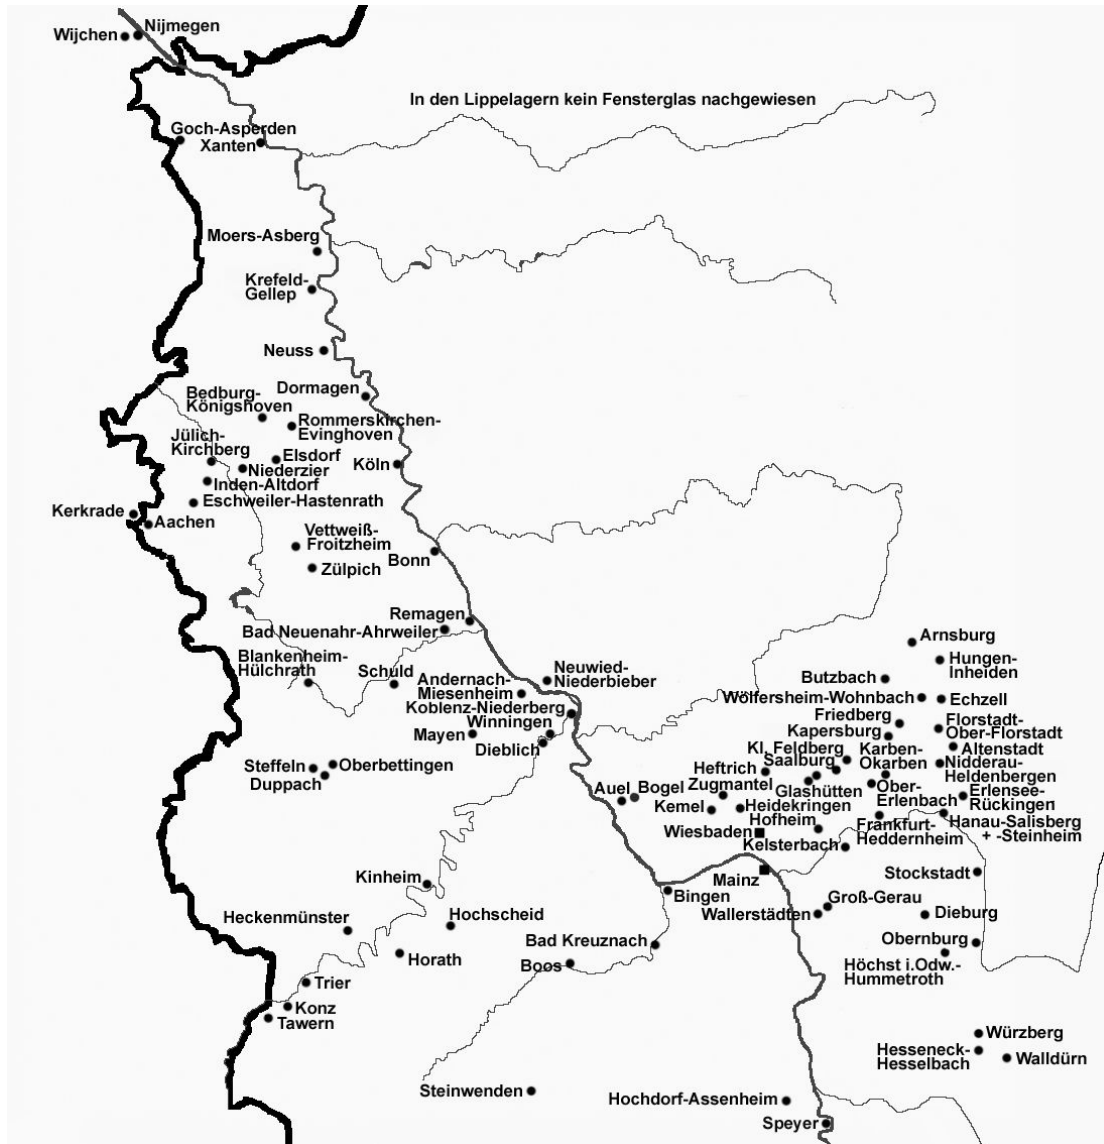 Nijmegen
Wijchen
In den Lippelagern kein Fensterglas nachgewiesen
Goch-Asperden
Xanten
Moers-Asberg
Krefeld-
Gellep
Neuss
Dormagen
Bedburg-
Königshoven
Rommerskirchen-
Evinghoven
Jülich-
Kirchberg
Elsdorf
Köln
Niederzier
Inden-Altdorf
Eschweiler-Hastenrath
Kerkrade
Aachen
Vettweiß-
Froitzheim
Bonn
Zülpich
Remagen
Bad Neuenahr-Ahrweiler
Arnsburg
Blankenheim-
Hülchrath
Schuld
Andernach-
Miesenheim
Neuwied-
Niederbieber
Hungen-
Inheiden
Butzbach
Wölfersheim-Wohnbach
Echzell
Koblenz-Niederberg
Winningen
Mayen
Dieblich
Friedberg
Kapersburg
Florstadt-
Ober-Florstadt
Kl. Feldberg
Saalburg
Karben-
Okarben
Altenstadt
Steffeln
Oberbettingen
Duppach
Heftrich
Glashütten
Nidderau-
Heldenbergen
Auel
Bogel
Zugmantel
Kemel
Heidekringen
Ober-
Erlenbach
Erlensee-
Rückingen
Hofheim
Wiesbaden
Kelsterbach
Frankfurt-
Heddernheim
Hanau-Salisberg
+ -Steinheim
Kinheim
Mainz
Bingen
Stockstadt
Groß-Gerau
Wallerstädten
Dieburg
Heckenmünster
Hochscheid
Horath
Bad Kreuznach
Boos
Obernburg
Höchst i.Odw.-
Hummetroth
Trier
Konz
Tawern
Würzberg
Hesseneck-
Hesselbach
Walldürn
Steinwenden
Hochdorf-Assenheim
Speyer